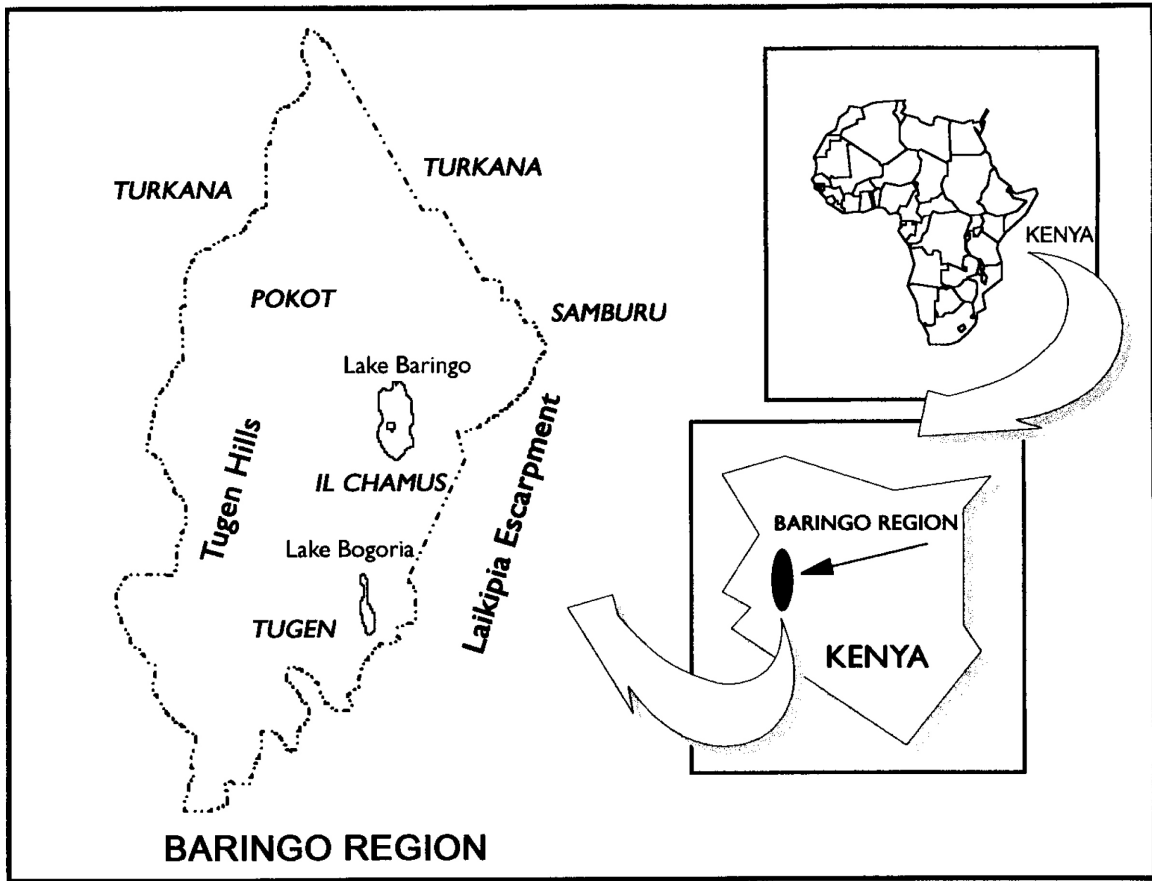 TURKANA
TURKANA
POKOT
SAMBURU
Lake Baringo
Tugen Hills
IL CHAMUS
Laikipia Escarpment
Lake Bogoria
TUGEN
BARINGO REGION
KENYA
BARINGO REGION
KENYA